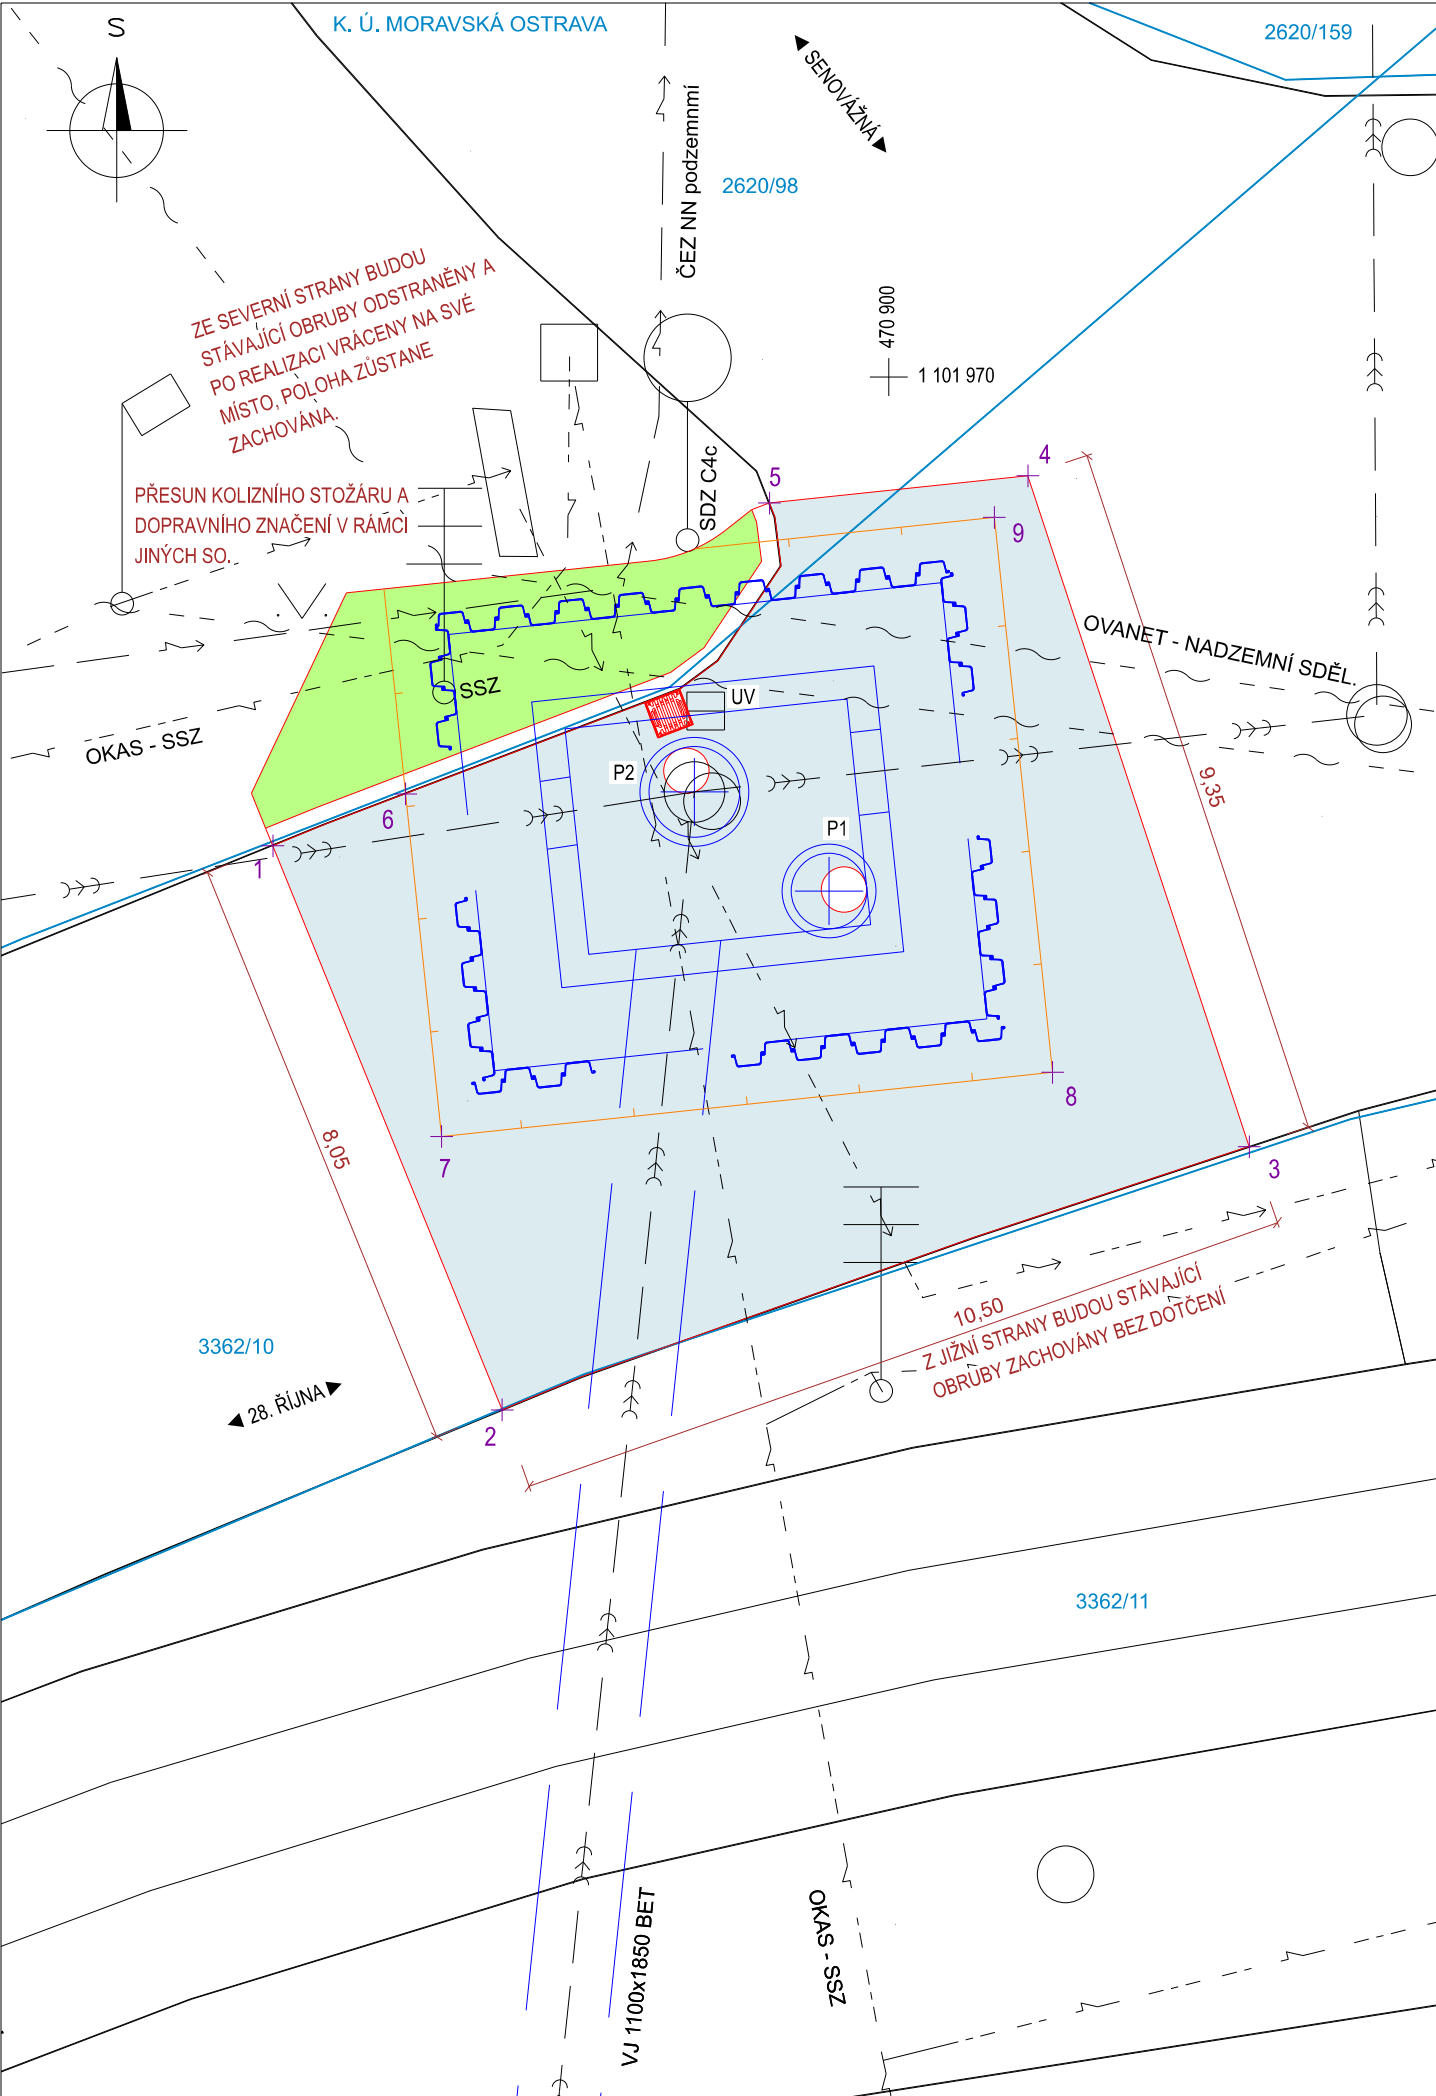 S
K. Ú. MORAVSKÁ OSTRAVA
2620/159
SENOVÁŽNÁ
ČEZ NN podzemnmí
2620/98
ZE SEVERNÍ STRANY BUDOU
STÁVAJÍCÍ OBRUBY ODSTRANĚNY A
PO REALIZACI VRÁCENY NA SVÉ
MÍSTO, POLOHA ZŮSTANE
ZACHOVÁNA.
470 900
1 101 970
PŘESUN KOLIZNÍHO STOŽÁRU A
DOPRAVNÍHO ZNAČENÍ V RÁMCI
JINÝCH SO.
SDZ C4c
5
4
9
OVANET - NADZEMNÍ SDĚL.
SSZ
UV
OKAS - SSZ
P2
9,35
6
P1
1
8
8,05
7
3
10,50
Z JIŽNÍ STRANY BUDOU STÁVAJÍCÍ
OBRUBY ZACHOVÁNY BEZ DOTČENÍ
3362/10
28. ŘÍJNA
2
3362/11
VJ 1100x1850 BET
OKAS - SSZ